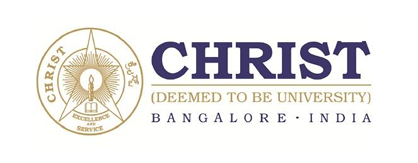 CHRIST
ಕ್ರೈಸ್ಟ್
EXCELLENCE
AND
SERVICE
CHRIST
(DEEMED TO BE UNIVERSITY)
BANGALORE · INDIA